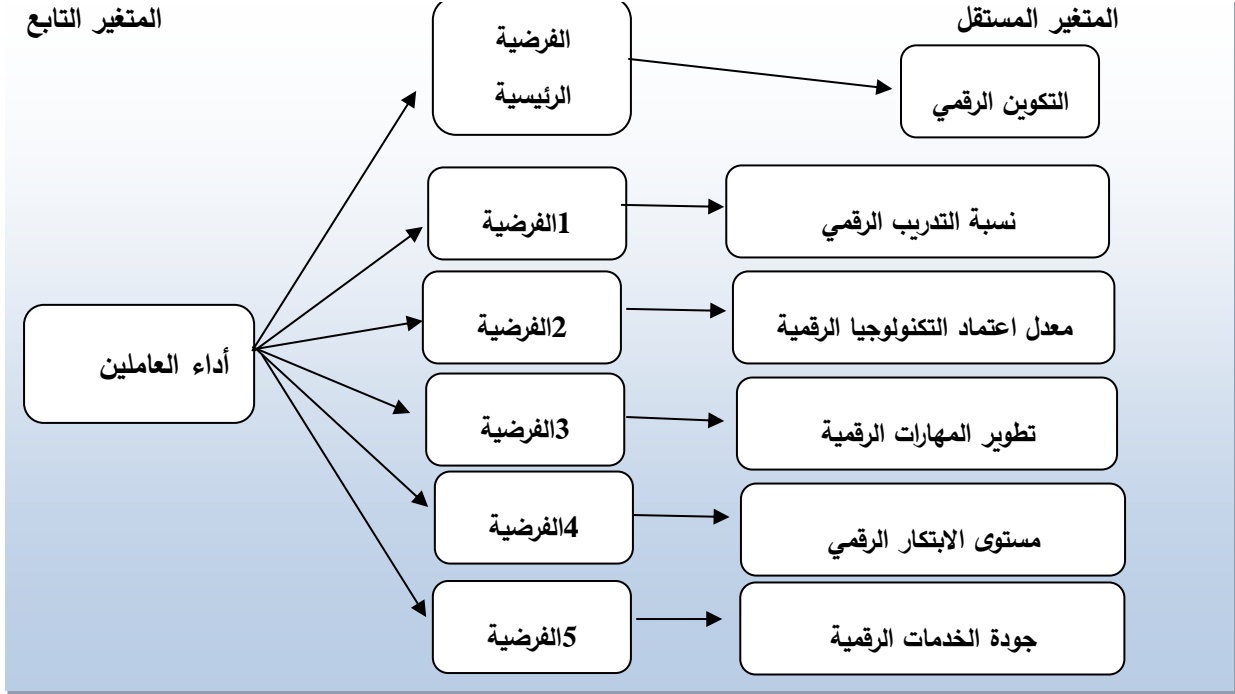 المتغير المستقل
المتغير التابع
الفرضية
الرئيسية
التكوين الرقمي
الفرضية1
نسبة التدريب الرقمي
الفرضية2
معدل اعتماد التكنولوجيا الرقمية
أداء العاملين
الفرضية3
تطوير المهارات الرقمية
الفرضية4
مستوى الابتكار الرقمي
الفرضية5
جودة الخدمات الرقمية